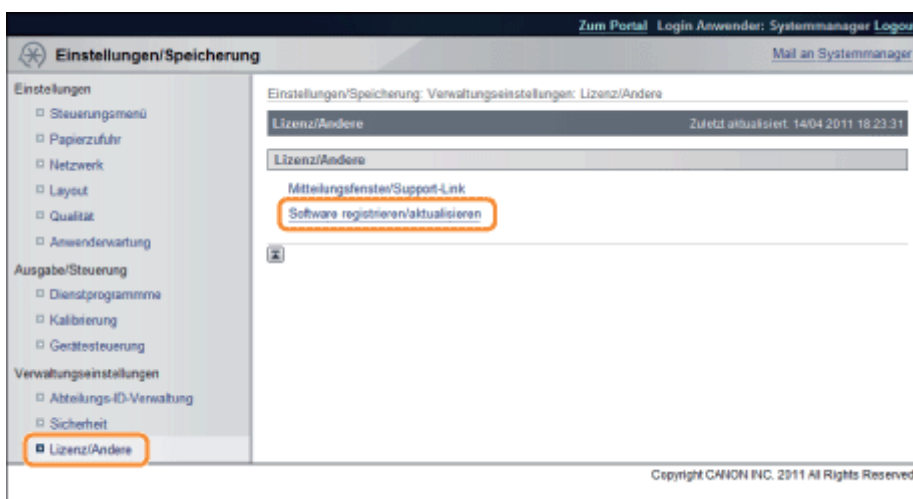 Zum Portal Login Anwender: Systemmanager Logou
Einstellungen/Speicherung
Mail an Systemmanager
Einstellungen
Steuerungsmenü
Papierzufuhr
Netzwerk
Layout
Qualität
Anwenderwartung
Ausgabe/Steuerung
Dienstprogrammme
Kalibrierung
Gerätesteuerung
Verwaltungseinstellungen
Abteilungs-ID-Verwaltung
Sicherheit
Lizenz/Andere
Einstellungen/Speicherung: Verwaltungseinstellungen: Lizenz/Andere
Lizenz/Andere Zuletzt aktualisiert: 14/04 2011 18:23:31
Lizenz/Andere
Mitteilungsfenster/Support-Link
Software registrieren/aktualisieren
Copyright CANON INC. 2011 All Rights Reserved